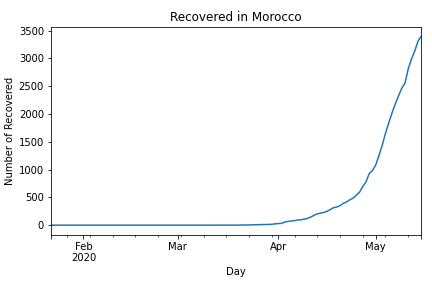 Recovered in Morocco
Number of Recovered
3500
3000
2500
2000
1500
1000
500
0
Feb
2020
Mar
Apr
May
Day